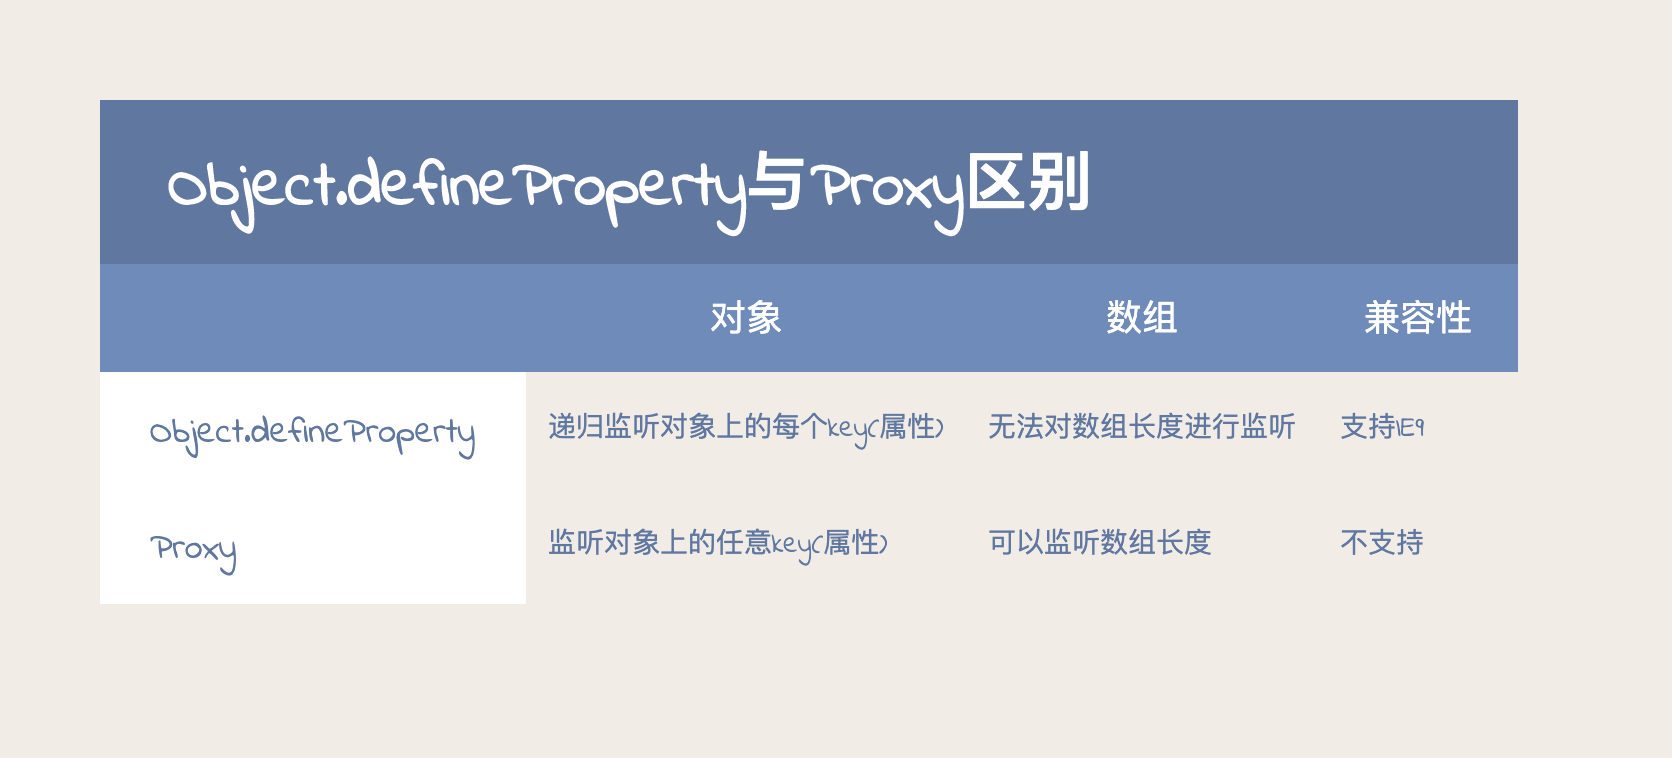 Object.defineProperty与Proxy区别
对象 数组 兼容性
Object.defineProperty 递归监听对象上的每个key(属性) 无法对数组长度进行监听 支持IE9
Proxy 监听对象上的任意key(属性) 可以监听数组长度 不支持